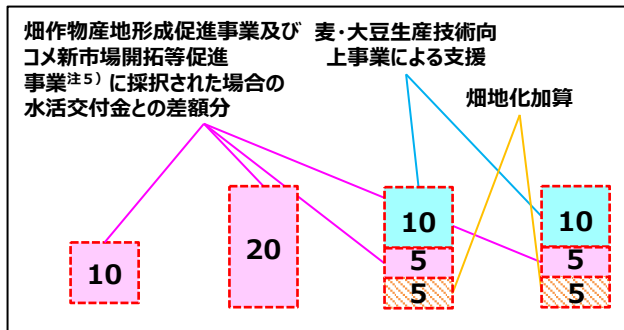 畑作物産地形成促進事業及び
コメ新市場開拓等促進
事業注５）に採択された場合の
水活交付金との差額分
麦・大豆生産技術向
上事業による支援
畑地化加算
10
20
10
5
5
10
5
5